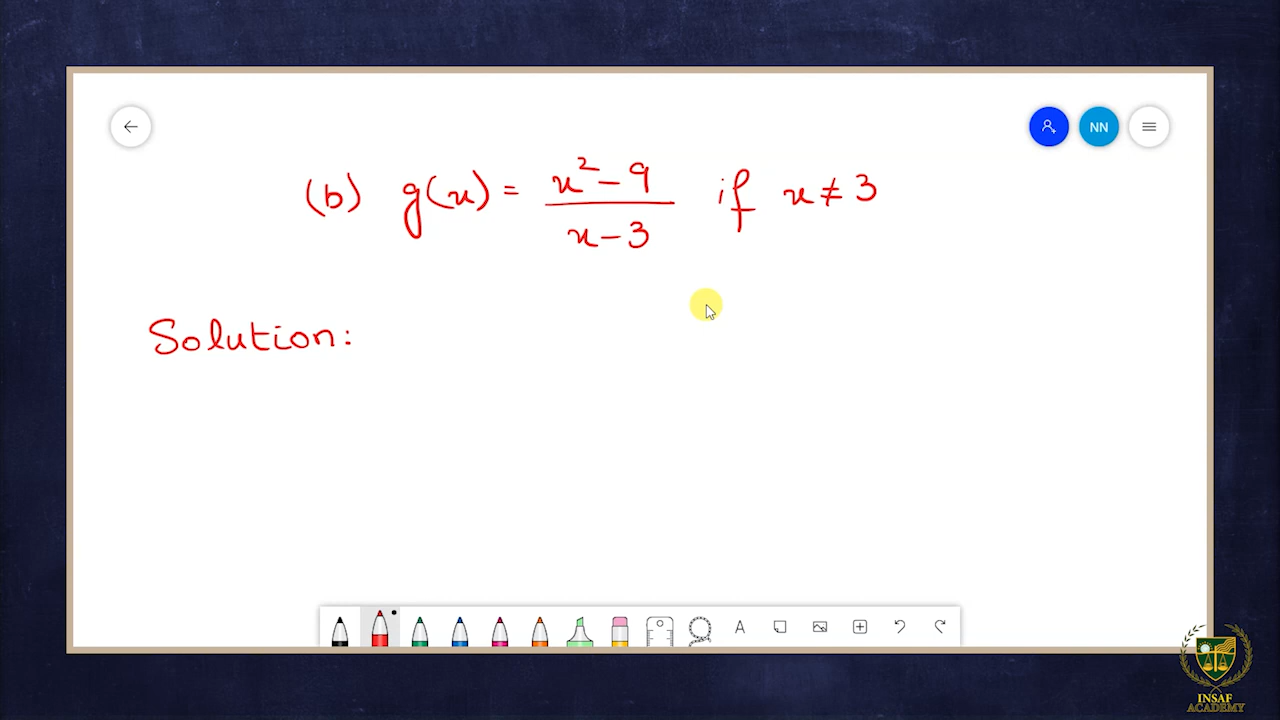 NN
(b) g(x) = x² - 9 / x - 3 if x ≠ 3
Solution:
A
INSAF
ACADEMY